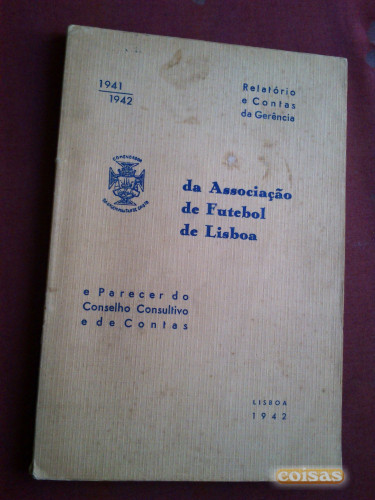 1941
1942
Relatório
e Contas
da Gerência
da Associação
de Futebol
de Lisboa
e Parecer do
Conselho Consultivo
e de Contas
LISBOA
1942
coisas